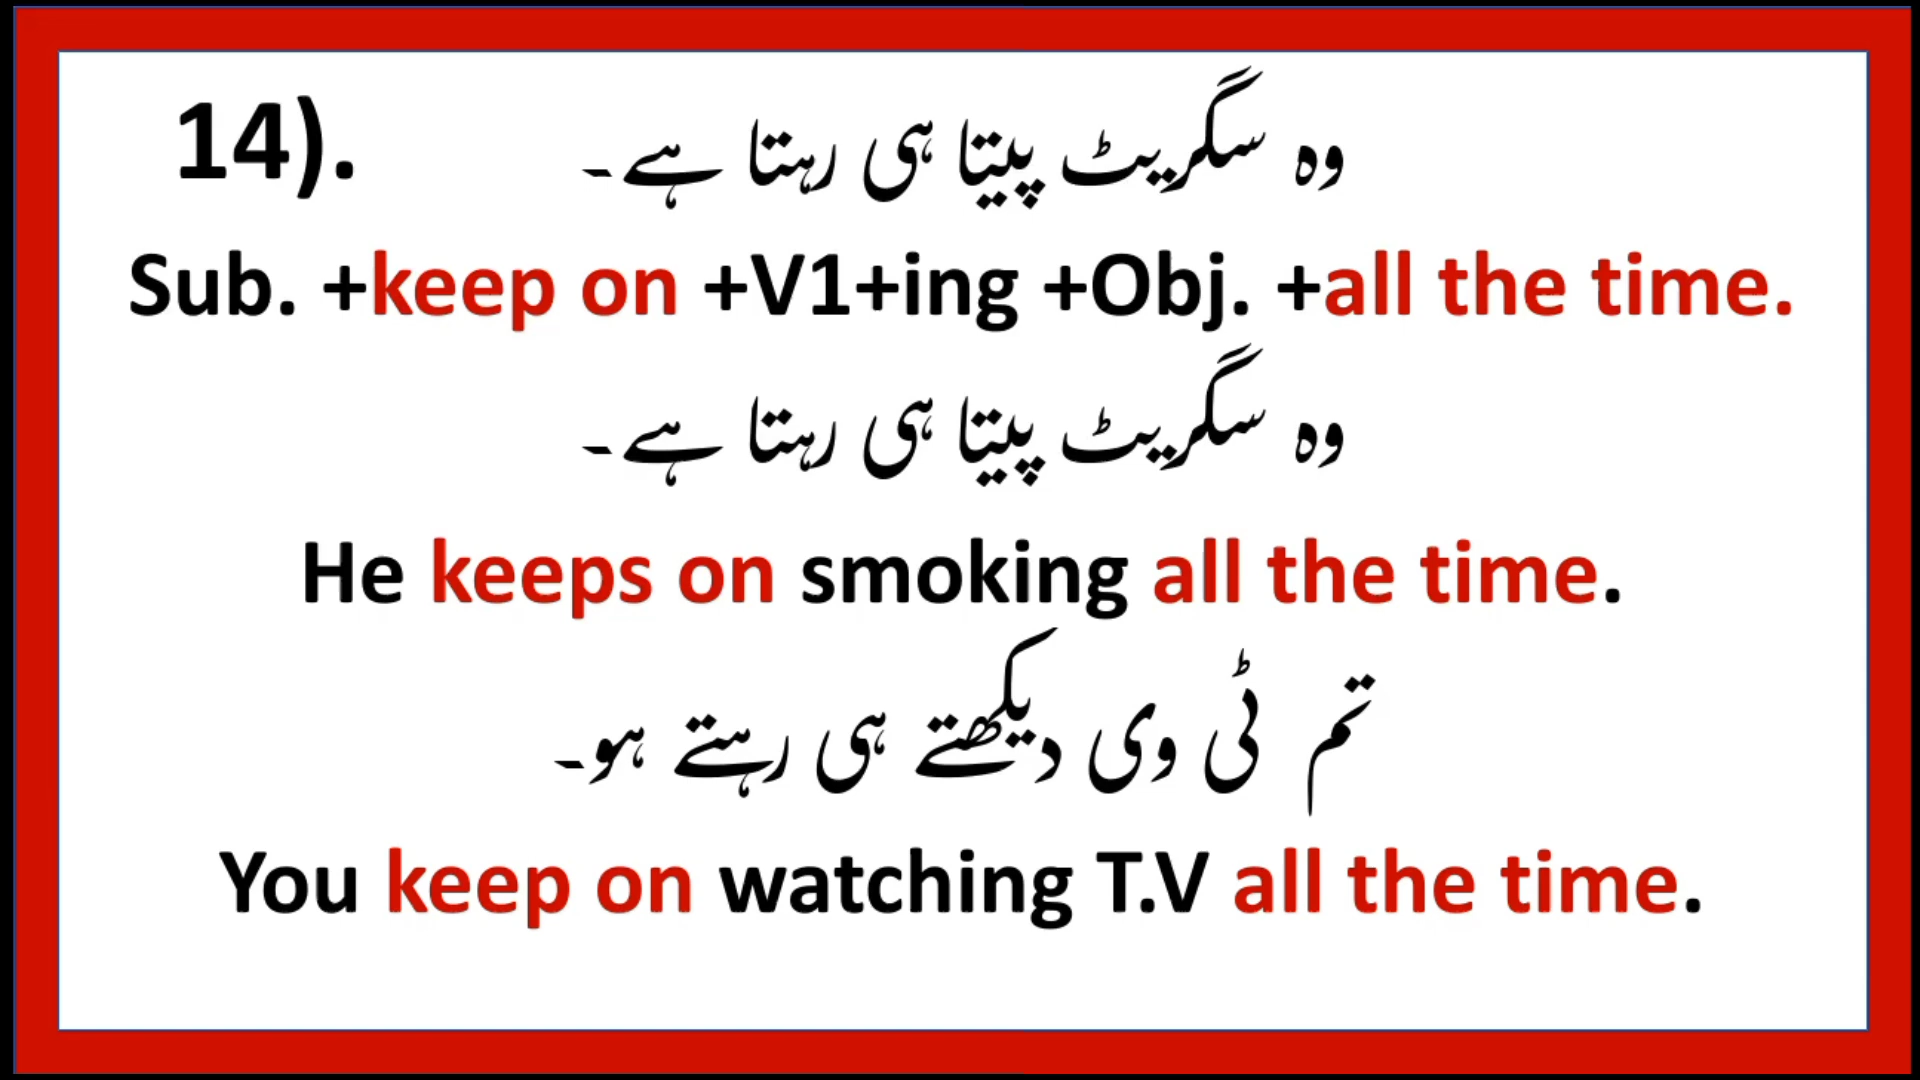 14). وہ سگریٹ پیتا ہی رہتا ہے۔
Sub. +keep on +V1+ing +Obj. +all the time.
وہ سگریٹ پیتا ہی رہتا ہے۔
He keeps on smoking all the time.
تم ٹی وی دیکھتے ہی رہتے ہو۔
You keep on watching T.V all the time.